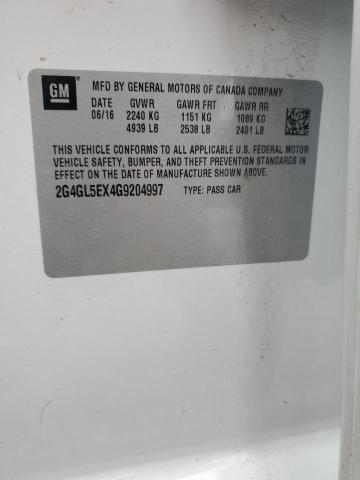 GM
MFD BY GENERAL MOTORS OF CANADA COMPANY
DATE GVWR GAWR FRT GAWR RR
06/16 2240 KG 1151 KG 1089 KG
4939 LB 2538 LB 2401 LB
THIS VEHICLE CONFORMS TO ALL APPLICABLE U.S. FEDERAL MOTOR
VEHICLE SAFETY, BUMPER, AND THEFT PREVENTION STANDARDS
IN EFFECT ON THE DATE OF MANUFACTURE SHOWN ABOVE.
2G4GL5EX4G9204997 TYPE: PASS CAR